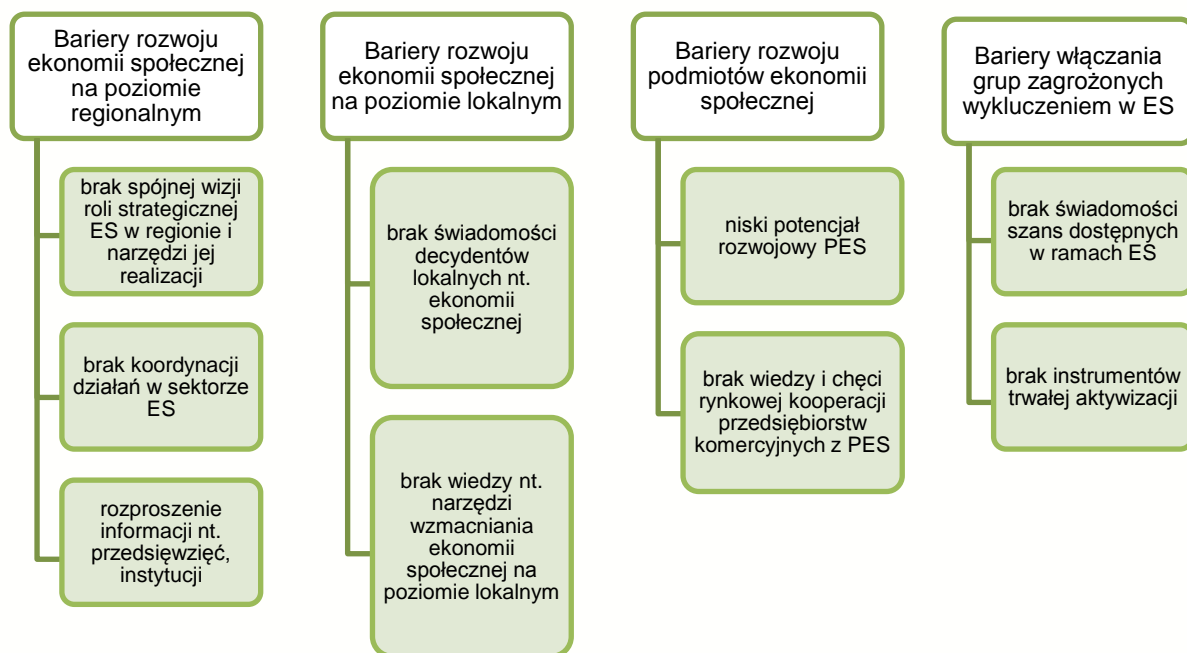 Bariery rozwoju
ekonomii społecznej
na poziomie
regionalnym
brak spójnej wizji
roli strategicznej
ES w regionie i
narzędzi jej
realizacji
brak koordynacji
działań w sektorze
ES
rozproszenie
informacji nt.
przedsięwzięć,
instytucji
Bariery rozwoju
ekonomii społecznej
na poziomie lokalnym
brak świadomości
decydentów
lokalnych nt.
ekonomii
społecznej
brak wiedzy nt.
narzędzi
wzmacniania
ekonomii
społecznej na
poziomie lokalnym
Bariery rozwoju
podmiotów ekonomii
społecznej
niski potencjał
rozwojowy PES
brak wiedzy i chęci
rynkowej kooperacji
przedsiębiorstw
komercyjnych z PES
Bariery włączania
grup zagrożonych
wykluczeniem w ES
brak świadomości
szans dostępnych
w ramach ES
brak instrumentów
trwałej aktywizacji